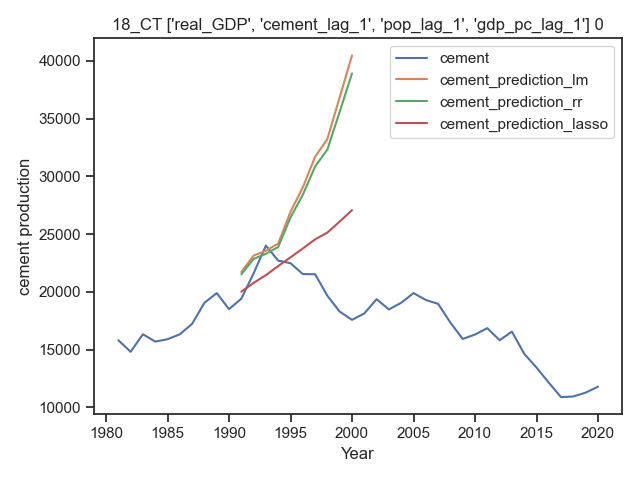 18_CT ['real_GDP', 'cement_lag_1', 'pop_lag_1', 'gdp_pc_lag_1'] 0
cement
cement_prediction_lm
cement_prediction_rr
cement_prediction_lasso
cement production
40000
35000
30000
25000
20000
15000
10000
1980 1985 1990 1995 2000 2005 2010 2015 2020
Year